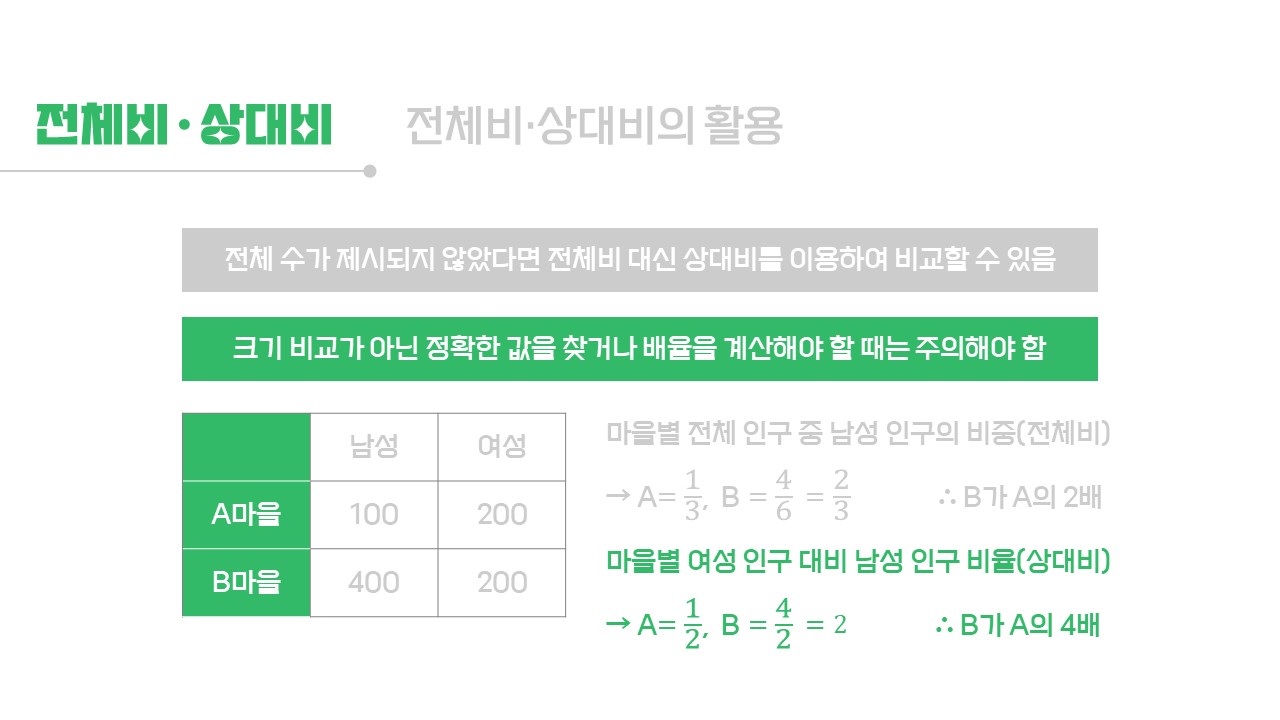 전체비·상대비
전체비·상대비의 활용
전체 수가 제시되지 않았다면 전체비 대신 상대비를 이용하여 비교할 수 있음
크기 비교가 아닌 정확한 값을 찾거나 배율을 계산해야 할 때는 주의해야 함
남성 여성
A마을 100 200
B마을 400 200
마을별 전체 인구 중 남성 인구의 비중(전체비)
→ A= 1/3, B = 4/6 = 2/3 ∴ B가 A의 2배
마을별 여성 인구 대비 남성 인구 비율(상대비)
→ A= 1/2, B = 4/2 = 2 ∴ B가 A의 4배